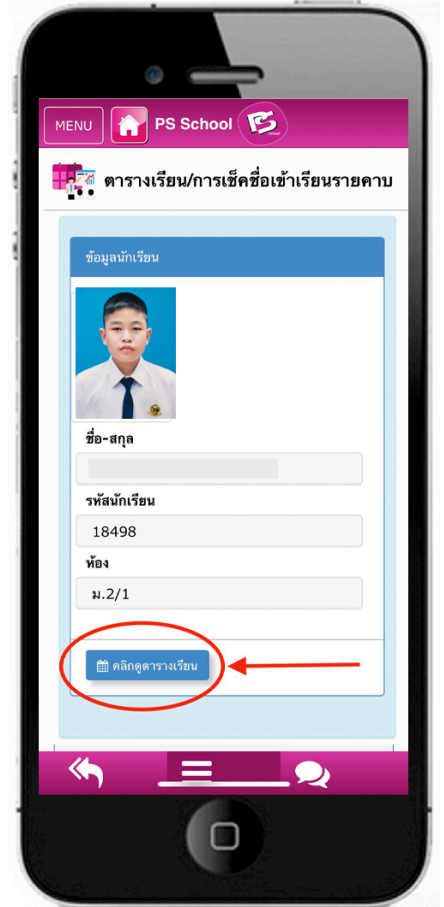 MENU PS School PS
ตารางเรียน/การเช็คชื่อเข้าเรียนรายคาบ
ข้อมูลนักเรียน
ชื่อ-สกุล
รหัสนักเรียน
18498
ห้อง
ม.2/1
คลิกดูตารางเรียน